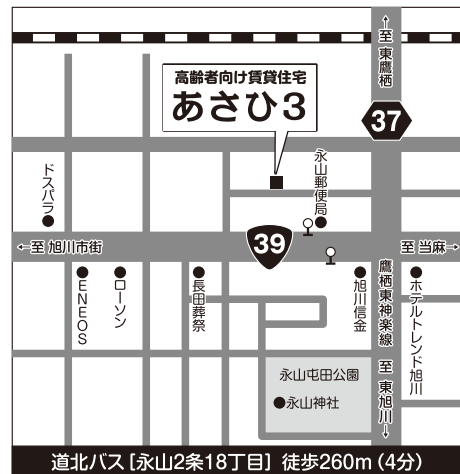 ←至 東鷹栖
高齢者向け賃貸住宅
あさひ3
37
ドスパラ
永山郵便局
←至 旭川市街
39
至 当麻→
ENEOS
ローソン
長田葬祭
旭川信金
鷹栖東神楽線
ホテルトレンド旭川
永山屯田公園
永山神社
至 東旭川→
道北バス [永山2条18丁目] 徒歩260m (4分)